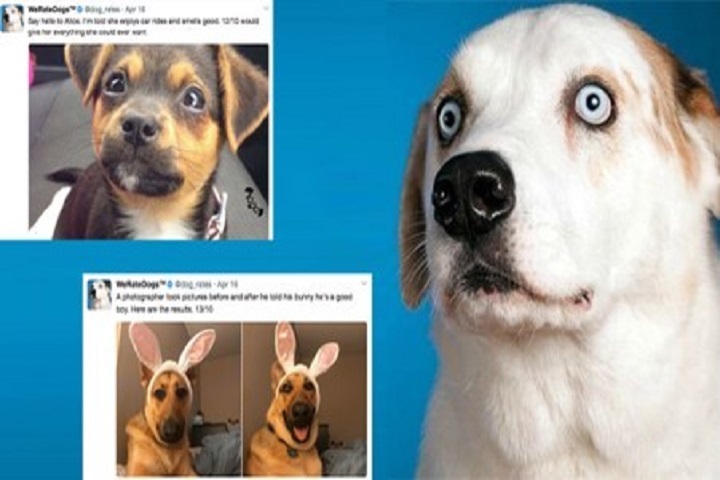 WeRateDogs™ @dog_rates · Apr 18
Say hello to Alice. I'm told she enjoys car rides and smells good. 12/10 would
give her everything she could ever want
WeRateDogs™ @dog_rates · Apr 16
A photographer took pictures before and after he told his bunny he's a good
boy. Here are the results. 13/10